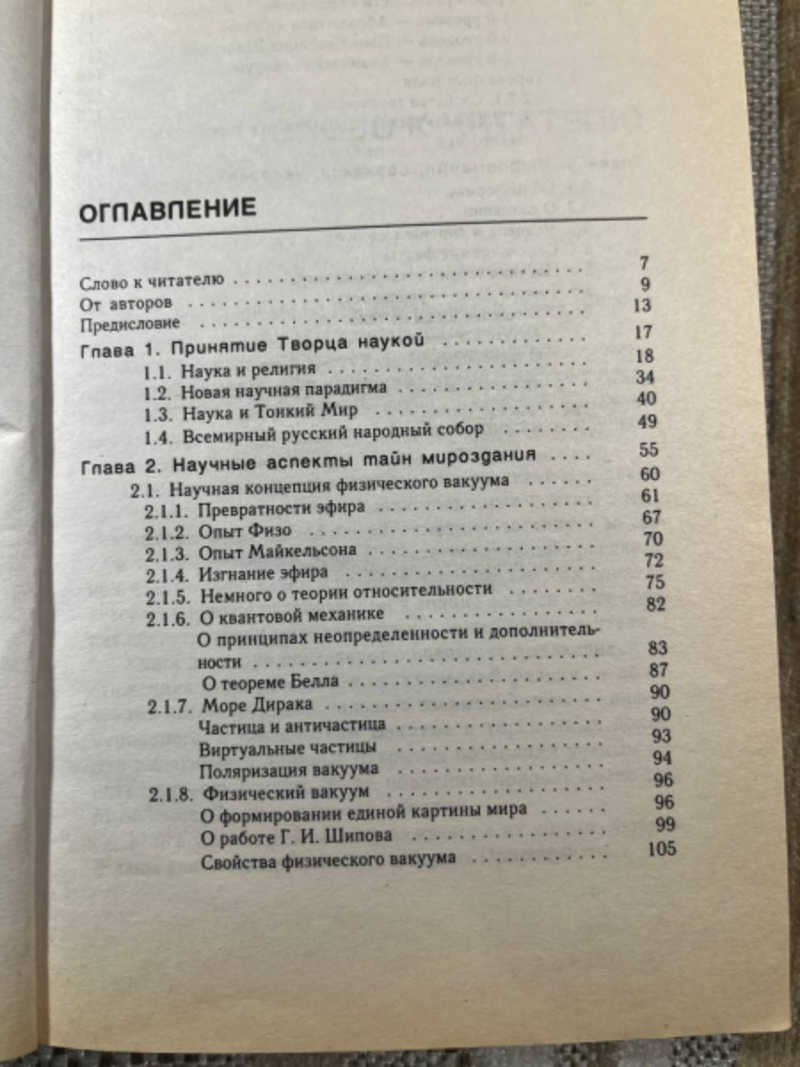 ОГЛАВЛЕНИЕ
Слово к читателю . . . . . . . . . . . . . . . . . . . . . . . . . 7
От авторов . . . . . . . . . . . . . . . . . . . . . . . . . . . . 9
Предисловие . . . . . . . . . . . . . . . . . . . . . . . . . . . 13
Глава 1. Принятие Творца наукой . . . . . . . . . . . . 17
1.1. Наука и религия . . . . . . . . . . . . . . . . . . . 18
1.2. Новая научная парадигма . . . . . . . . . . . . . . 34
1.3. Наука и Тонкий Мир . . . . . . . . . . . . . . . . 40
1.4. Всемирный русский народный собор . . . . . . . 49
Глава 2. Научные аспекты тайн мироздания . . . . 55
2.1. Научная концепция физического вакуума . . . . . . 60
2.1.1. Превратности эфира . . . . . . . . . . . . . . . . 61
2.1.2. Опыт Физо . . . . . . . . . . . . . . . . . . . . . 67
2.1.3. Опыт Майкельсона . . . . . . . . . . . . . . . . . 70
2.1.4. Изгнание эфира . . . . . . . . . . . . . . . . . . 72
2.1.5. Немного о теории относительности . . . . . . . . 75
2.1.6. О квантовой механике . . . . . . . . . . . . . . 82
О принципах неопределенности и дополнитель-
ности . . . . . . . . . . . . . . . . . . . . . . . . . 83
О теореме Белла . . . . . . . . . . . . . . . . . . . 87
2.1.7. Море Дирака . . . . . . . . . . . . . . . . . . . . 90
Частица и античастица . . . . . . . . . . . . . . . 90
Виртуальные частицы . . . . . . . . . . . . . . . . 93
Поляризация вакуума . . . . . . . . . . . . . . . . 94
2.1.8. Физический вакуум . . . . . . . . . . . . . . . . 96
О формировании единой картины мира . . . . . . 96
О работе Г. И. Шипова . . . . . . . . . . . . . . . 99
Свойства физического вакуума . . . . . . . . . . . 105